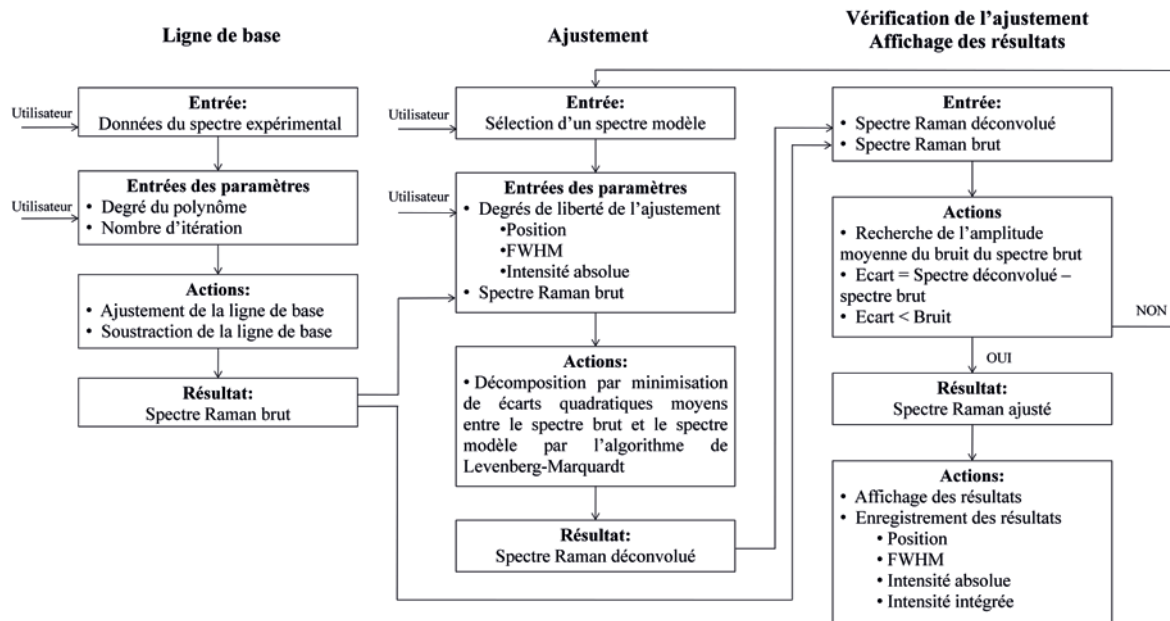 Ligne de base
Utilisateur
Entrée:
Données du spectre expérimental
Utilisateur
Entrées des paramètres
• Degré du polynôme
• Nombre d'itération
Actions:
• Ajustement de la ligne de base
• Soustraction de la ligne de base
Résultat:
Spectre Raman brut
Ajustement
Utilisateur
Entrée:
Sélection d'un spectre modèle
Utilisateur
Entrées des paramètres
• Degrés de liberté de l'ajustement
•Position
•FWHM
•Intensité absolue
• Spectre Raman brut
Actions:
• Décomposition par minimisation
de écarts quadratiques moyens
entre le spectre brut et le spectre
modèle par l'algorithme de
Levenberg-Marquardt
Résultat:
Spectre Raman déconvolué
Vérification de l'ajustement
Affichage des résultats
Entrée:
• Spectre Raman déconvolué
• Spectre Raman brut
Actions
• Recherche de l'amplitude
moyenne du bruit du spectre brut
• Ecart = Spectre déconvolué –
spectre brut
• Ecart < Bruit
NON
OUI
Résultat:
Spectre Raman ajusté
Actions:
• Affichage des résultats
• Enregistrement des résultats
• Position
• FWHM
• Intensité absolue
• Intensité intégrée